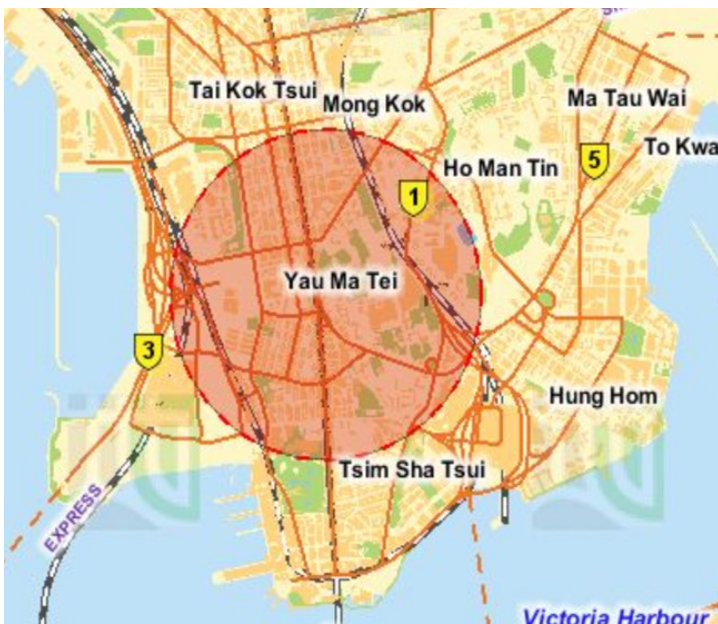 Tai Kok Tsui
Mong Kok
Ma Tau Wai
To Kwa
Ho Man Tin
5
1
Yau Ma Tei
3
Hung Hom
Tsim Sha Tsui
EXPRESS
Victoria Harbour